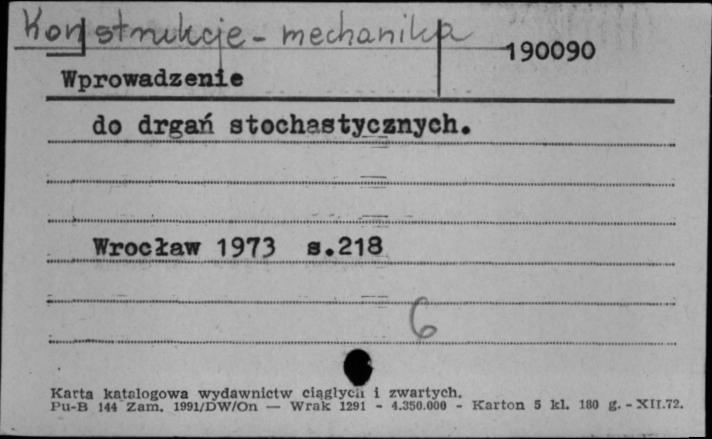 Konstrukcje - mechanika
190090
Wprowadzenie
do drgań stochastycznych.
Wrocław 1973 s.218
6
Karta katalogowa wydawnictw ciągłych i zwartych.
Pu-B 144 Zam. 1991/DW/On — Wrak 1291 - 4.350.000 - Karton 5 kl. 180 g. - XII.72.